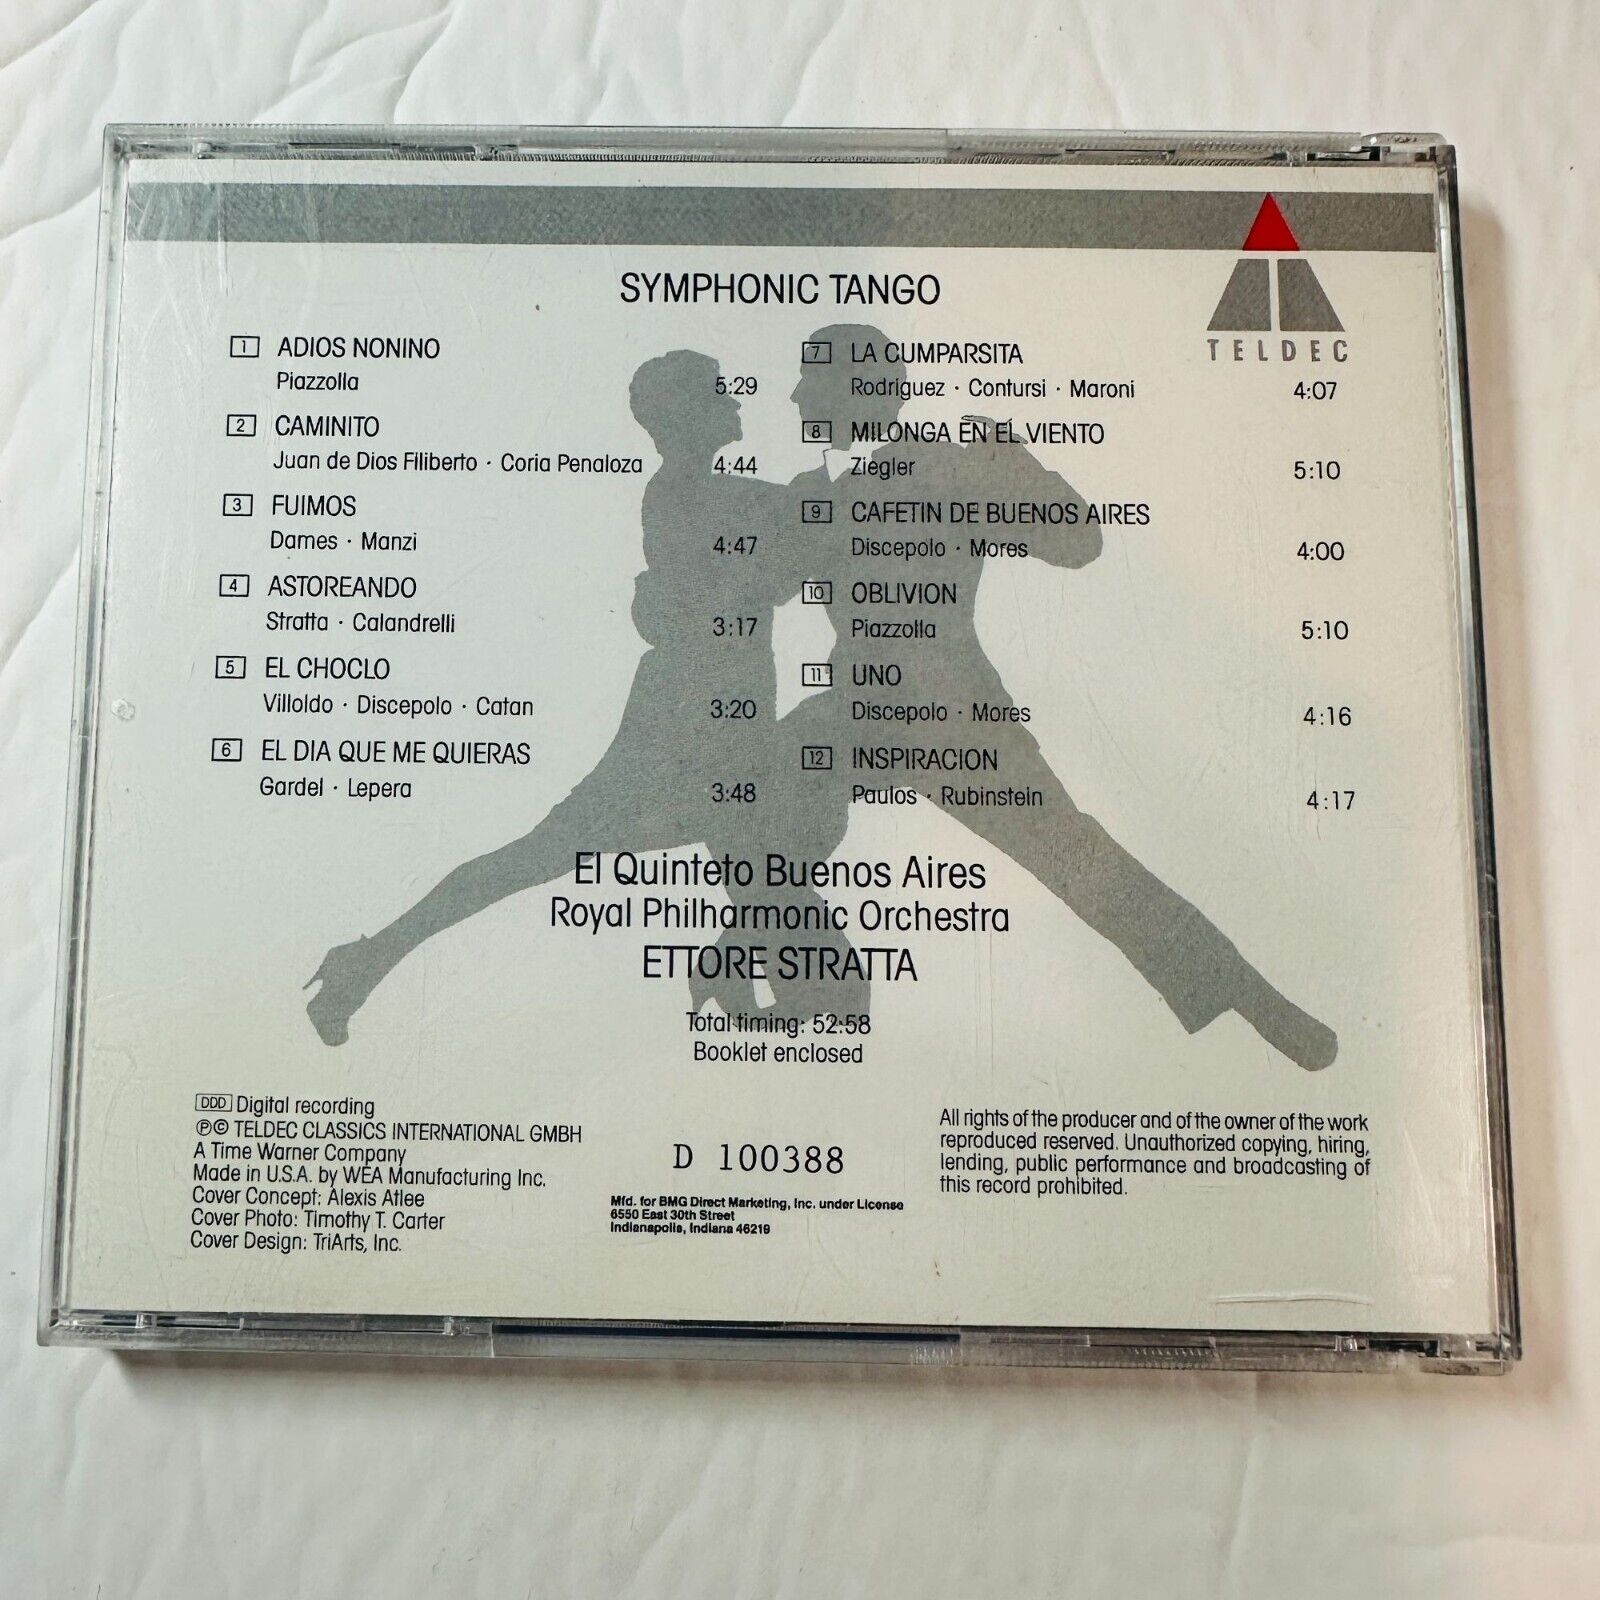 SYMPHONIC TANGO
TELDEC
1 ADIOS NONINO
Piazzolla 5:29
2 CAMINITO
Juan de Dios Filiberto · Coria Penaloza 4:44
3 FUIMOS
Dames · Manzi 4:47
4 ASTOREANDO
Stratta · Calandrelli 3:17
5 EL CHOCLO
Villoldo · Discepolo · Catan 3:20
6 EL DIA QUE ME QUIERAS
Gardel · Lepera 3:48
7 LA CUMPARSITA
Rodriguez · Contursi · Maroni 4:07
8 MILONGA EN EL VIENTO
Ziegler 5:10
9 CAFETIN DE BUENOS AIRES
Discepolo · Mores 4:00
10 OBLIVION
Piazzolla 5:10
11 UNO
Discepolo · Mores 4:16
12 INSPIRACION
Paulos · Rubinstein 4:17
El Quinteto Buenos Aires
Royal Philharmonic Orchestra
ETTORE STRATTA
Total timing: 52:58
Booklet enclosed
DDD Digital recording
℗© TELDEC CLASSICS INTERNATIONAL GMBH
A Time Warner Company
Made in U.S.A. by WEA Manufacturing Inc.
Cover Concept: Alexis Atlee
Cover Photo: Timothy T. Carter
Cover Design: TriArts, Inc.
D 100388
Mfd. for BMG Direct Marketing, Inc. under License
6550 East 30th Street
Indianapolis, Indiana 46219
All rights of the producer and of the owner of the work
reproduced reserved. Unauthorized copying, hiring,
lending, public performance and broadcasting of
this record prohibited.